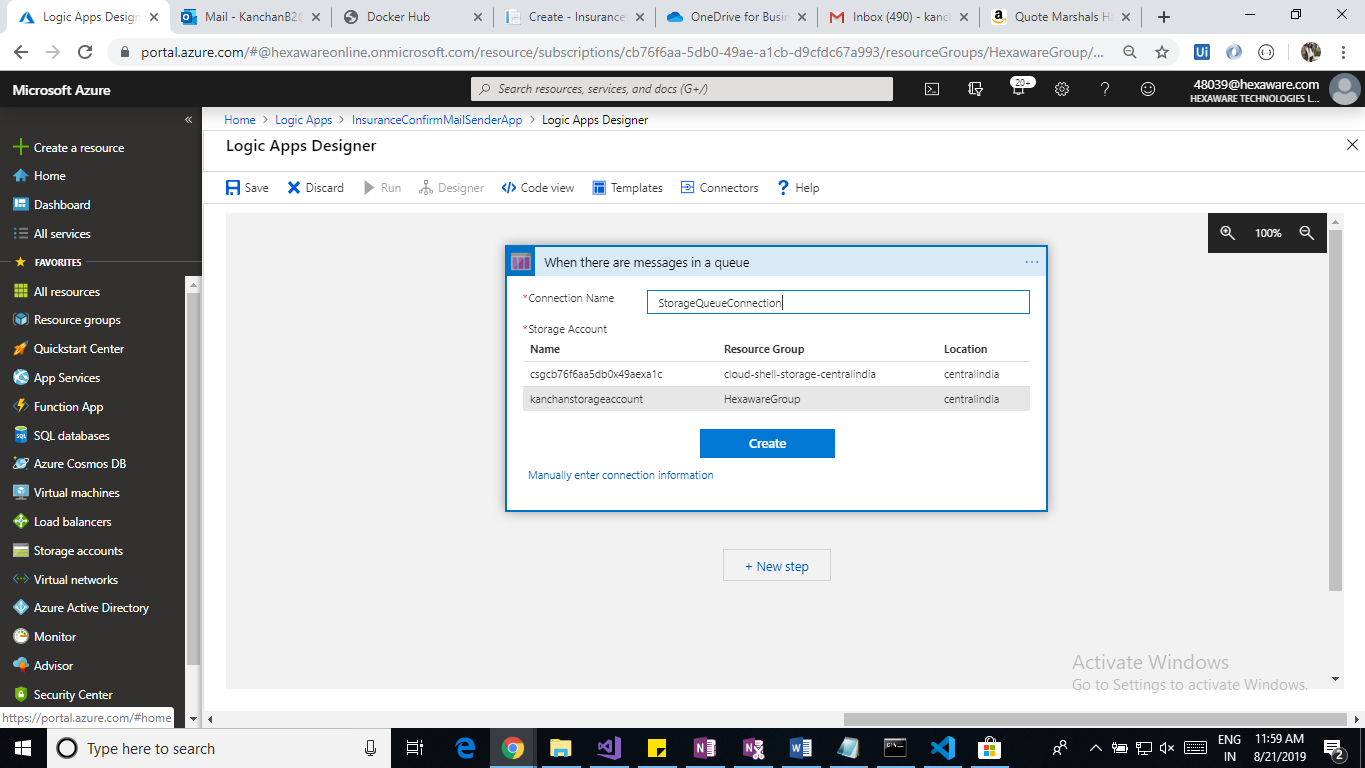 Logic Apps Design
Mail - KanchanB2@
Docker Hub
Create - Insurance
OneDrive for Busin
Inbox (490) - kanc
Quote Marshals Ha
portal.azure.com/#@hexawareonline.onmicrosoft.com/resource/subscriptions/cb76f6aa-5db0-49ae-a1cb-d9cfdc67a993/resourceGroups/HexawareGroup/...
Ui
Microsoft Azure
Search resources, services, and docs (G+/)
20+
48039@hexaware.com
HEXAWARE TECHNOLOGIES L...
Home > Logic Apps > InsuranceConfirmMailSenderApp > Logic Apps Designer
Logic Apps Designer
Save
Discard
Run
Designer
Code view
Templates
Connectors
Help
Create a resource
Home
Dashboard
All services
FAVORITES
All resources
Resource groups
Quickstart Center
App Services
Function App
SQL databases
Azure Cosmos DB
Virtual machines
Load balancers
Storage accounts
Virtual networks
Azure Active Directory
Monitor
Advisor
Security Center
https://portal.azure.com/#home
100%
When there are messages in a queue
*Connection Name
StorageQueueConnection
*Storage Account
Name Resource Group Location
csgcb76f6aa5db0x49aexa1c cloud-shell-storage-centralindia centralindia
kanchanstorageaccount HexawareGroup centralindia
Create
Manually enter connection information
+ New step
Activate Windows
Go to Settings to activate Windows.
Type here to search
ENG
IN
11:59 AM
8/21/2019
2